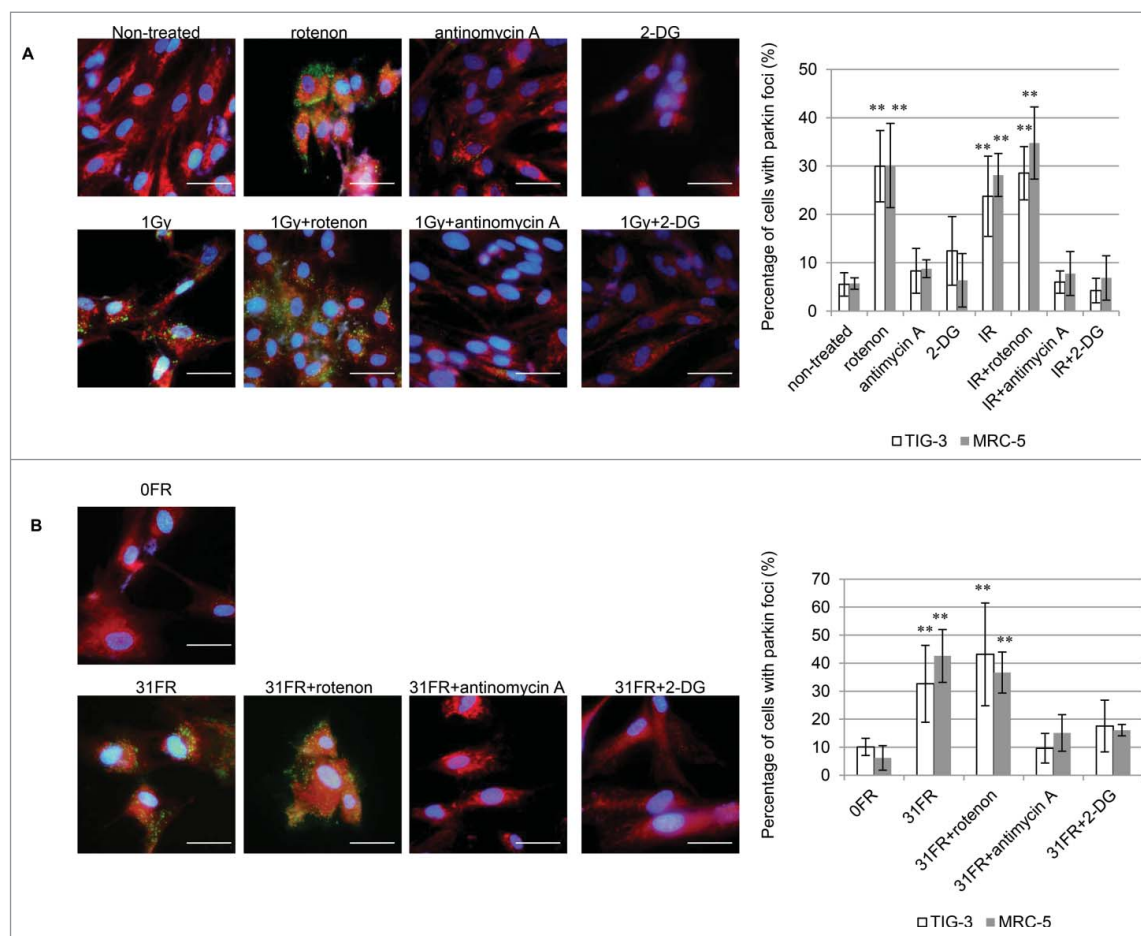 A
Non-treated
rotenon
antinomycin A
2-DG
1Gy
1Gy+rotenon
1Gy+antinomycin A
1Gy+2-DG
Percentage of cells with parkin foci (%)
50
40
30
20
10
0
** **
** **
** **
non-treated
rotenon
antimycin A
2-DG
IR
IR+rotenon
IR+antimycin A
IR+2-DG
TIG-3 MRC-5
B
0FR
31FR
31FR+rotenon
31FR+antinomycin A
31FR+2-DG
Percentage of cells with parkin foci (%)
70
60
50
40
30
20
10
0
** **
** **
0FR
31FR
31FR+rotenon
31FR+antimycin A
31FR+2-DG
TIG-3 MRC-5